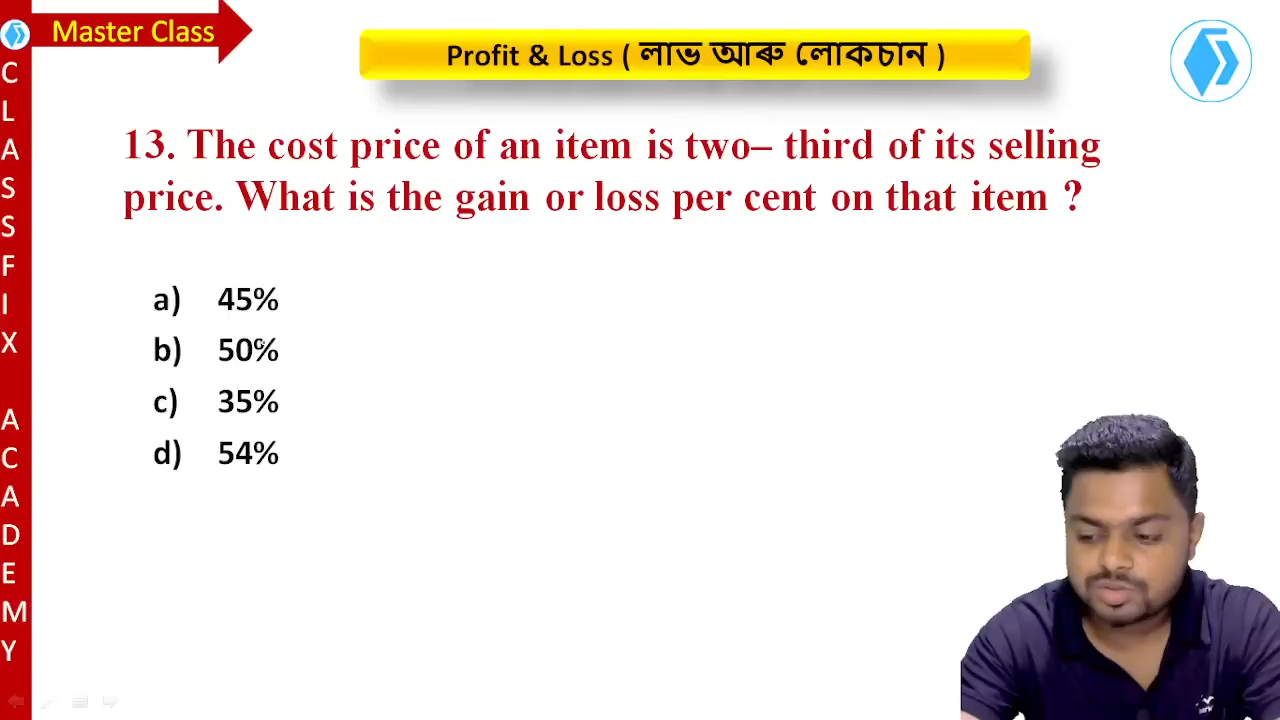 Master Class
Profit & Loss ( লাভ আৰু লোকচান )
CLASSFIX ACADEMY
13. The cost price of an item is two– third of its selling
price. What is the gain or loss per cent on that item ?
a) 45%
b) 50%
c) 35%
d) 54%